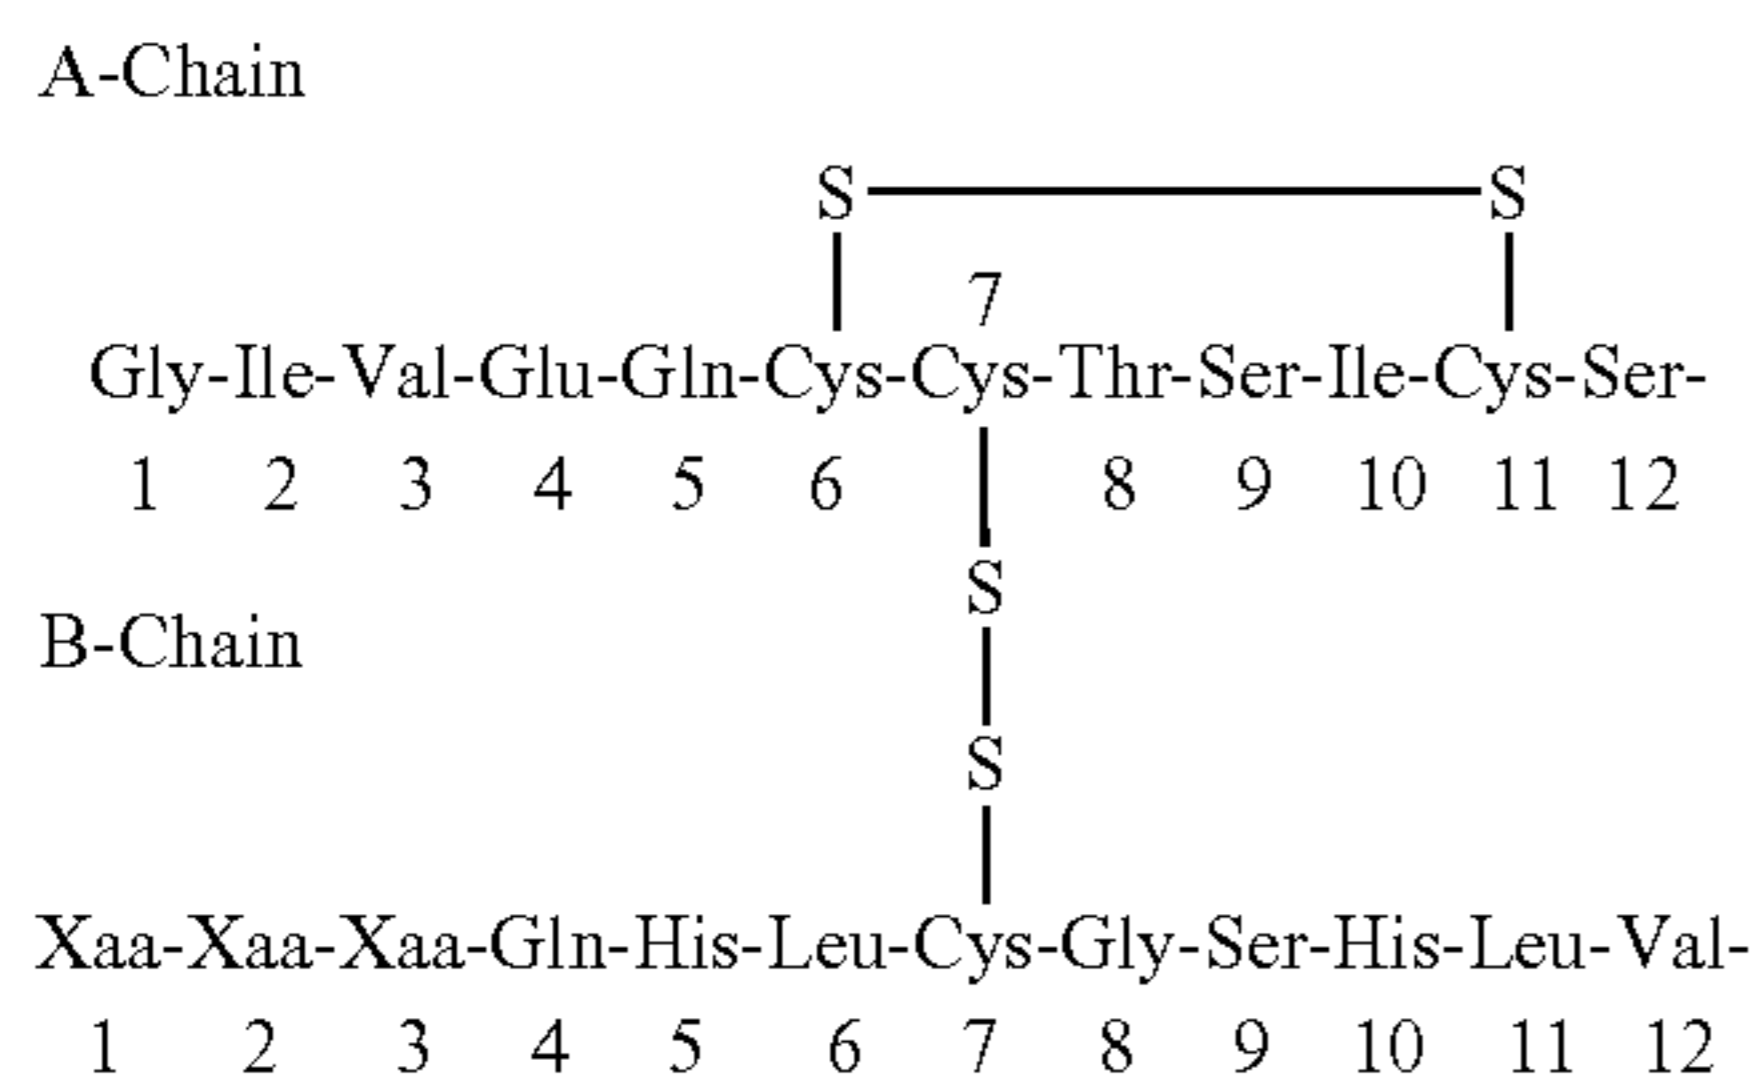 A-Chain
S S
7
Gly-Ile-Val-Glu-Gln-Cys-Cys-Thr-Ser-Ile-Cys-Ser-
1 2 3 4 5 6 8 9 10 11 12
S
B-Chain
S
Xaa-Xaa-Xaa-Gln-His-Leu-Cys-Gly-Ser-His-Leu-Val-
1 2 3 4 5 6 7 8 9 10 11 12